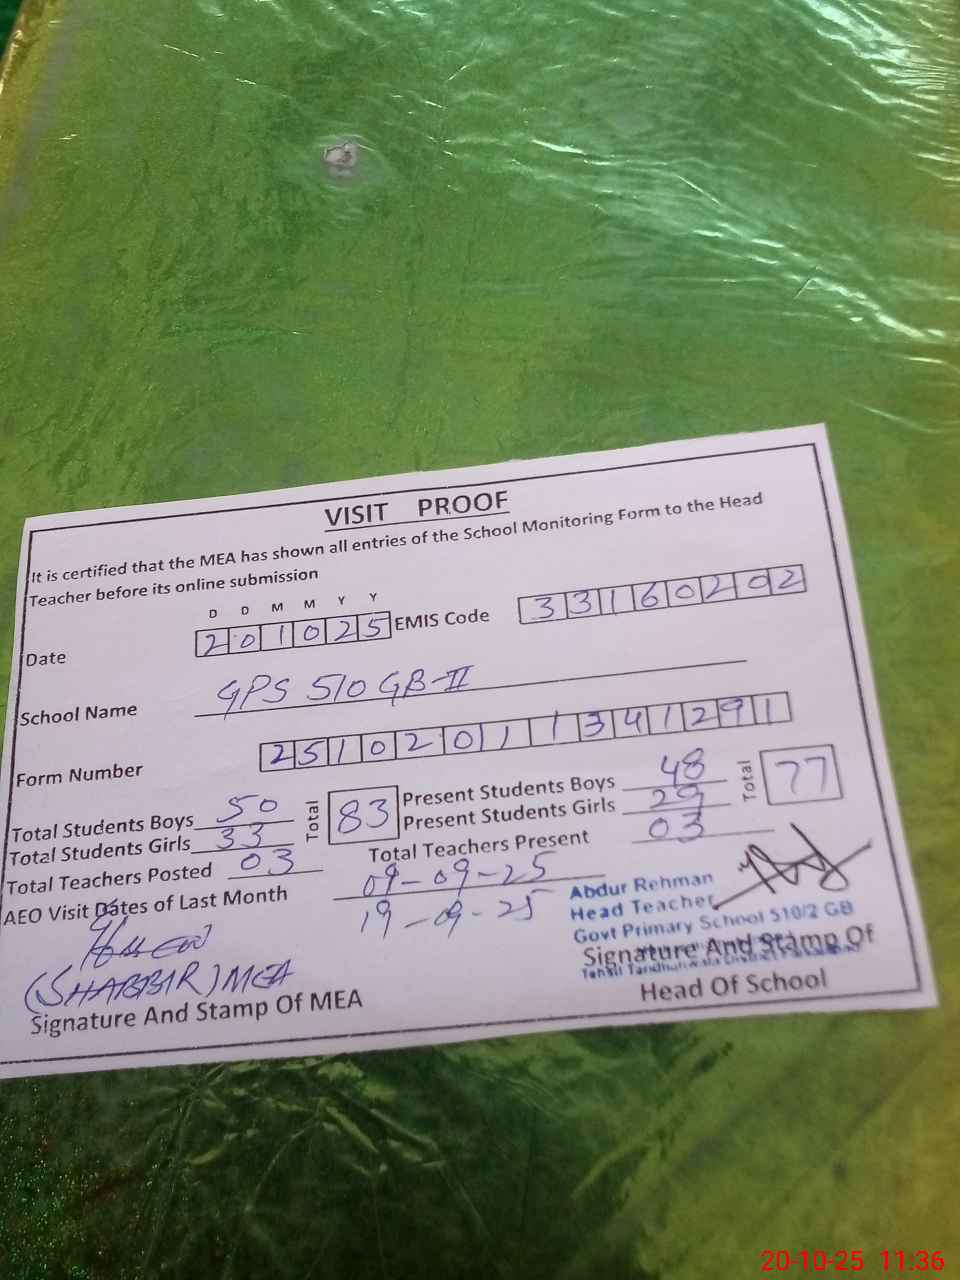 VISIT PROOF
It is certified that the MEA has shown all entries of the School Monitoring Form to the Head
Teacher before its online submission
D D M M Y Y
Date 201025 EMIS Code 33160202
School Name GPS 510 GB-II
Form Number 25102011341291
Total Students Boys 50 Total 83 Present Students Boys 48 Total 77
Total Students Girls 33 Present Students Girls 29
Total Teachers Posted 03 Total Teachers Present 03
AEO Visit Dates of Last Month 09-09-25
19-09-25
Abdur Rehman
Head Teacher
Govt Primary School 510/2 GB
(SHABBIR) MEA
Signature And Stamp Of MEA
Signature And Stamp Of
Head Of School
20-10-25 11:36